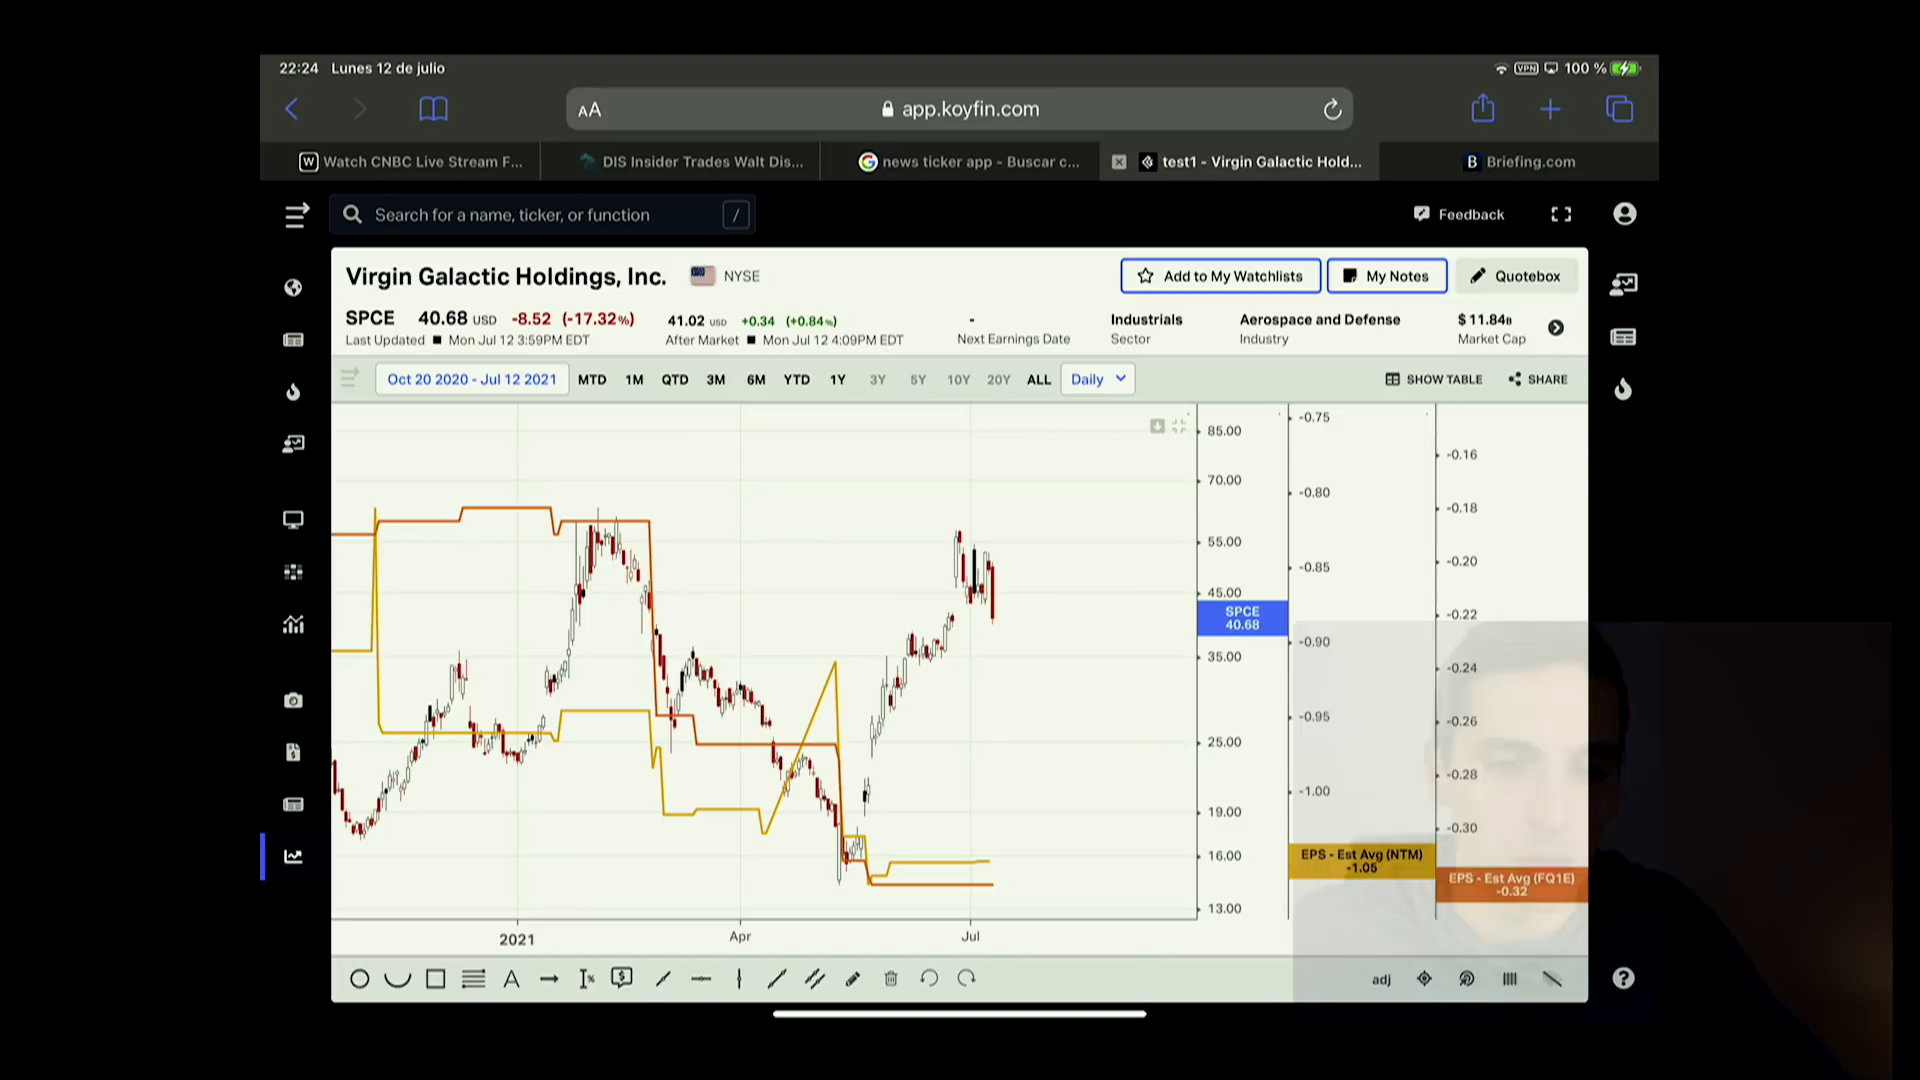 22:24 Lunes 12 de julio
VPN 100 %
AA app.koyfin.com
W Watch CNBC Live Stream F...
DIS Insider Trades Walt Dis...
news ticker app - Buscar c...
test1 - Virgin Galactic Hold...
B Briefing.com
Search for a name, ticker, or function /
Feedback
Virgin Galactic Holdings, Inc. NYSE
Add to My Watchlists
My Notes
Quotebox
SPCE 40.68 USD -8.52 (-17.32%)
Last Updated Mon Jul 12 3:59PM EDT
41.02 USD +0.34 (+0.84%)
After Market Mon Jul 12 4:09PM EDT
-
Next Earnings Date
Industrials
Sector
Aerospace and Defense
Industry
$ 11.84B
Market Cap
Oct 20 2020 - Jul 12 2021 MTD 1M QTD 3M 6M YTD 1Y 3Y 5Y 10Y 20Y ALL Daily
SHOW TABLE SHARE
85.00
70.00
55.00
45.00
SPCE
40.68
35.00
25.00
19.00
16.00
13.00
-0.75
-0.80
-0.85
-0.90
-0.95
-1.00
EPS - Est Avg (NTM)
-1.05
-0.16
-0.18
-0.20
-0.22
-0.24
-0.26
-0.28
-0.30
EPS - Est Avg (FQ1E)
-0.32
2021 Apr Jul
A
adj
?